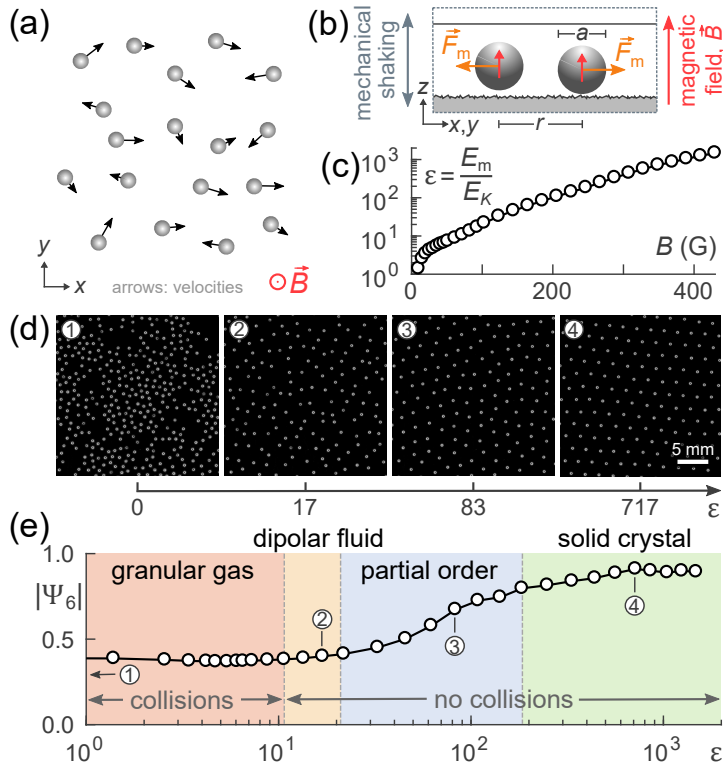 (a)
y
x
arrows: velocities
B
(b)
mechanical
shaking
F_m
a
F_m
z
x,y
r
magnetic
field, B
(c)
10^3
10^2
10^1
10^0
ε = E_m / E_K
B (G)
0
200
400
(d)
1
2
3
4
5 mm
0
17
83
717
ε
(e)
dipolar fluid
solid crystal
granular gas
partial order
|Ψ_6|
1.0
0.5
0.0
1
2
3
4
collisions
no collisions
10^0
10^1
10^2
10^3
ε